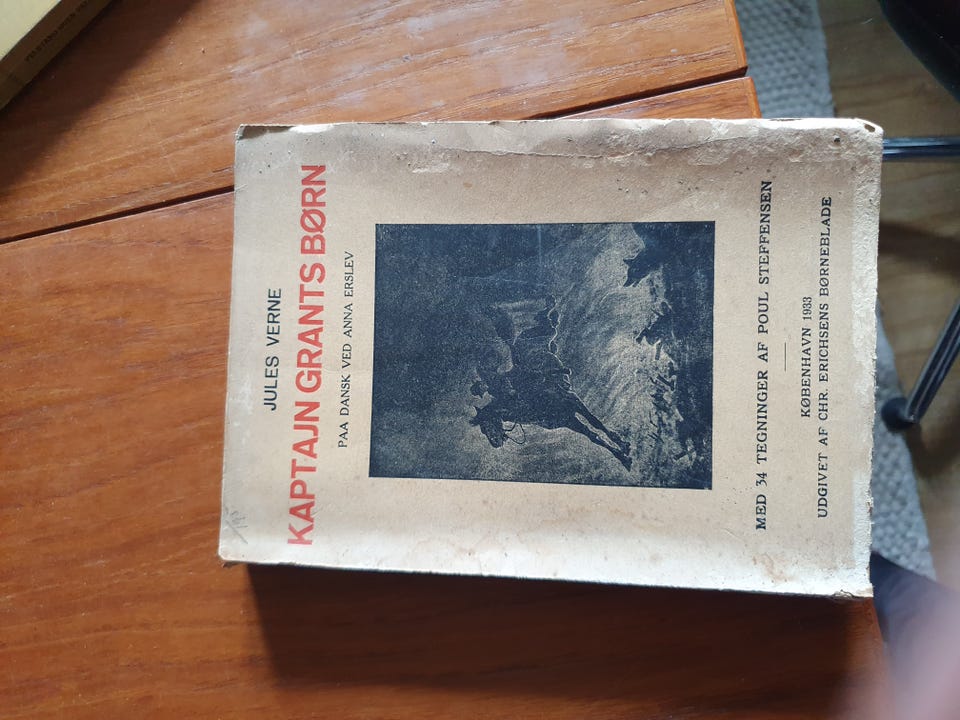 JULES VERNE
KAPTAJN GRANTS BØRN
PAA DANSK VED ANNA ERSLEV
MED 34 TEGNINGER AF POUL STEFFENSEN
KØBENHAVN 1933
UDGIVET AF CHR. ERICHSENS BØRNEBLADE